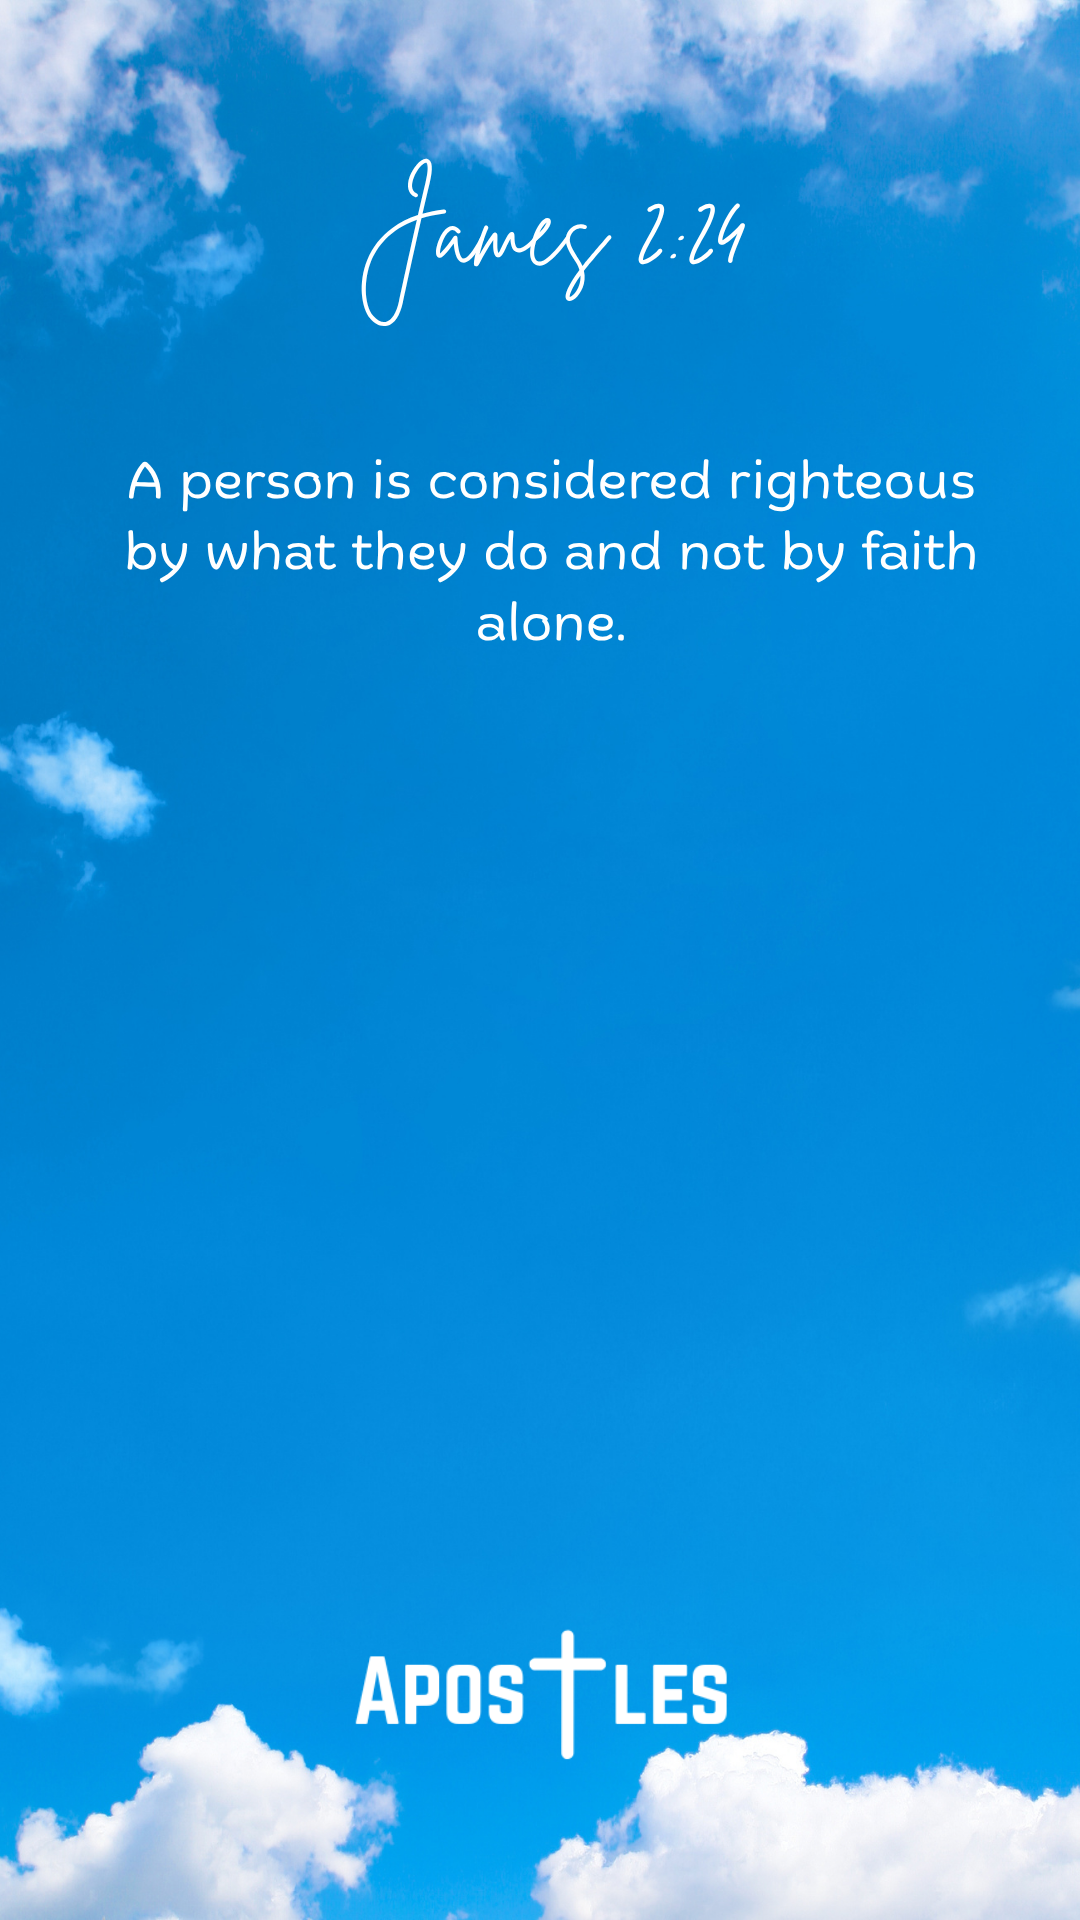 James 2:24
A person is considered righteous
by what they do and not by faith
alone.
APOSTLES